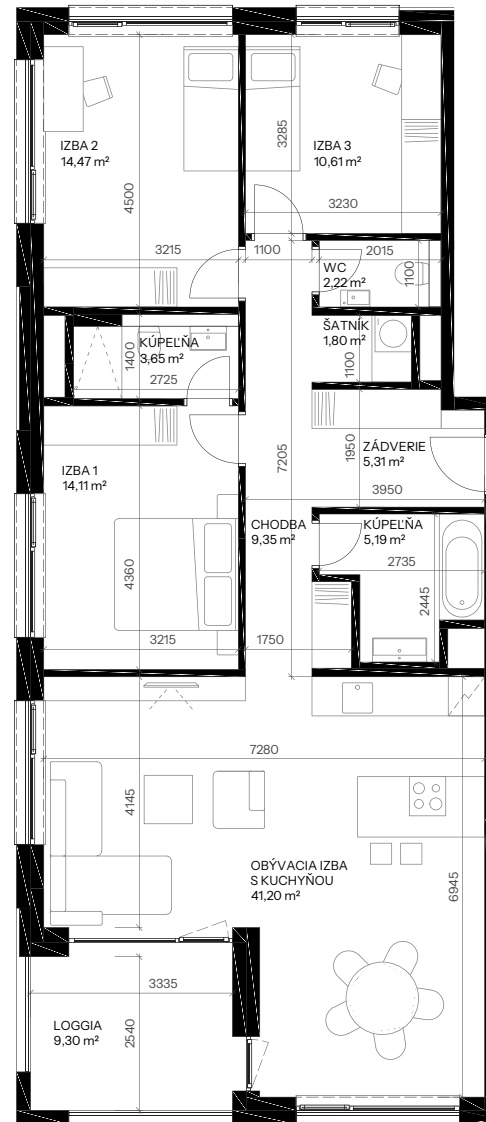 IZBA 2
14,47 m²
IZBA 3
10,61 m²
3285
4500
3230
3215
1100
2015
WC
2,22 m²
1100
ŠATNÍK
1,80 m²
KÚPEĽŇA
3,65 m²
1400
1100
2725
ZÁDVERIE
5,31 m²
1950
7205
IZBA 1
14,11 m²
3950
CHODBA
9,35 m²
KÚPEĽŇA
5,19 m²
2735
4360
2445
3215
1750
7280
4145
OBÝVACIA IZBA
S KUCHYŇOU
41,20 m²
6945
3335
LOGGIA
9,30 m²
2540